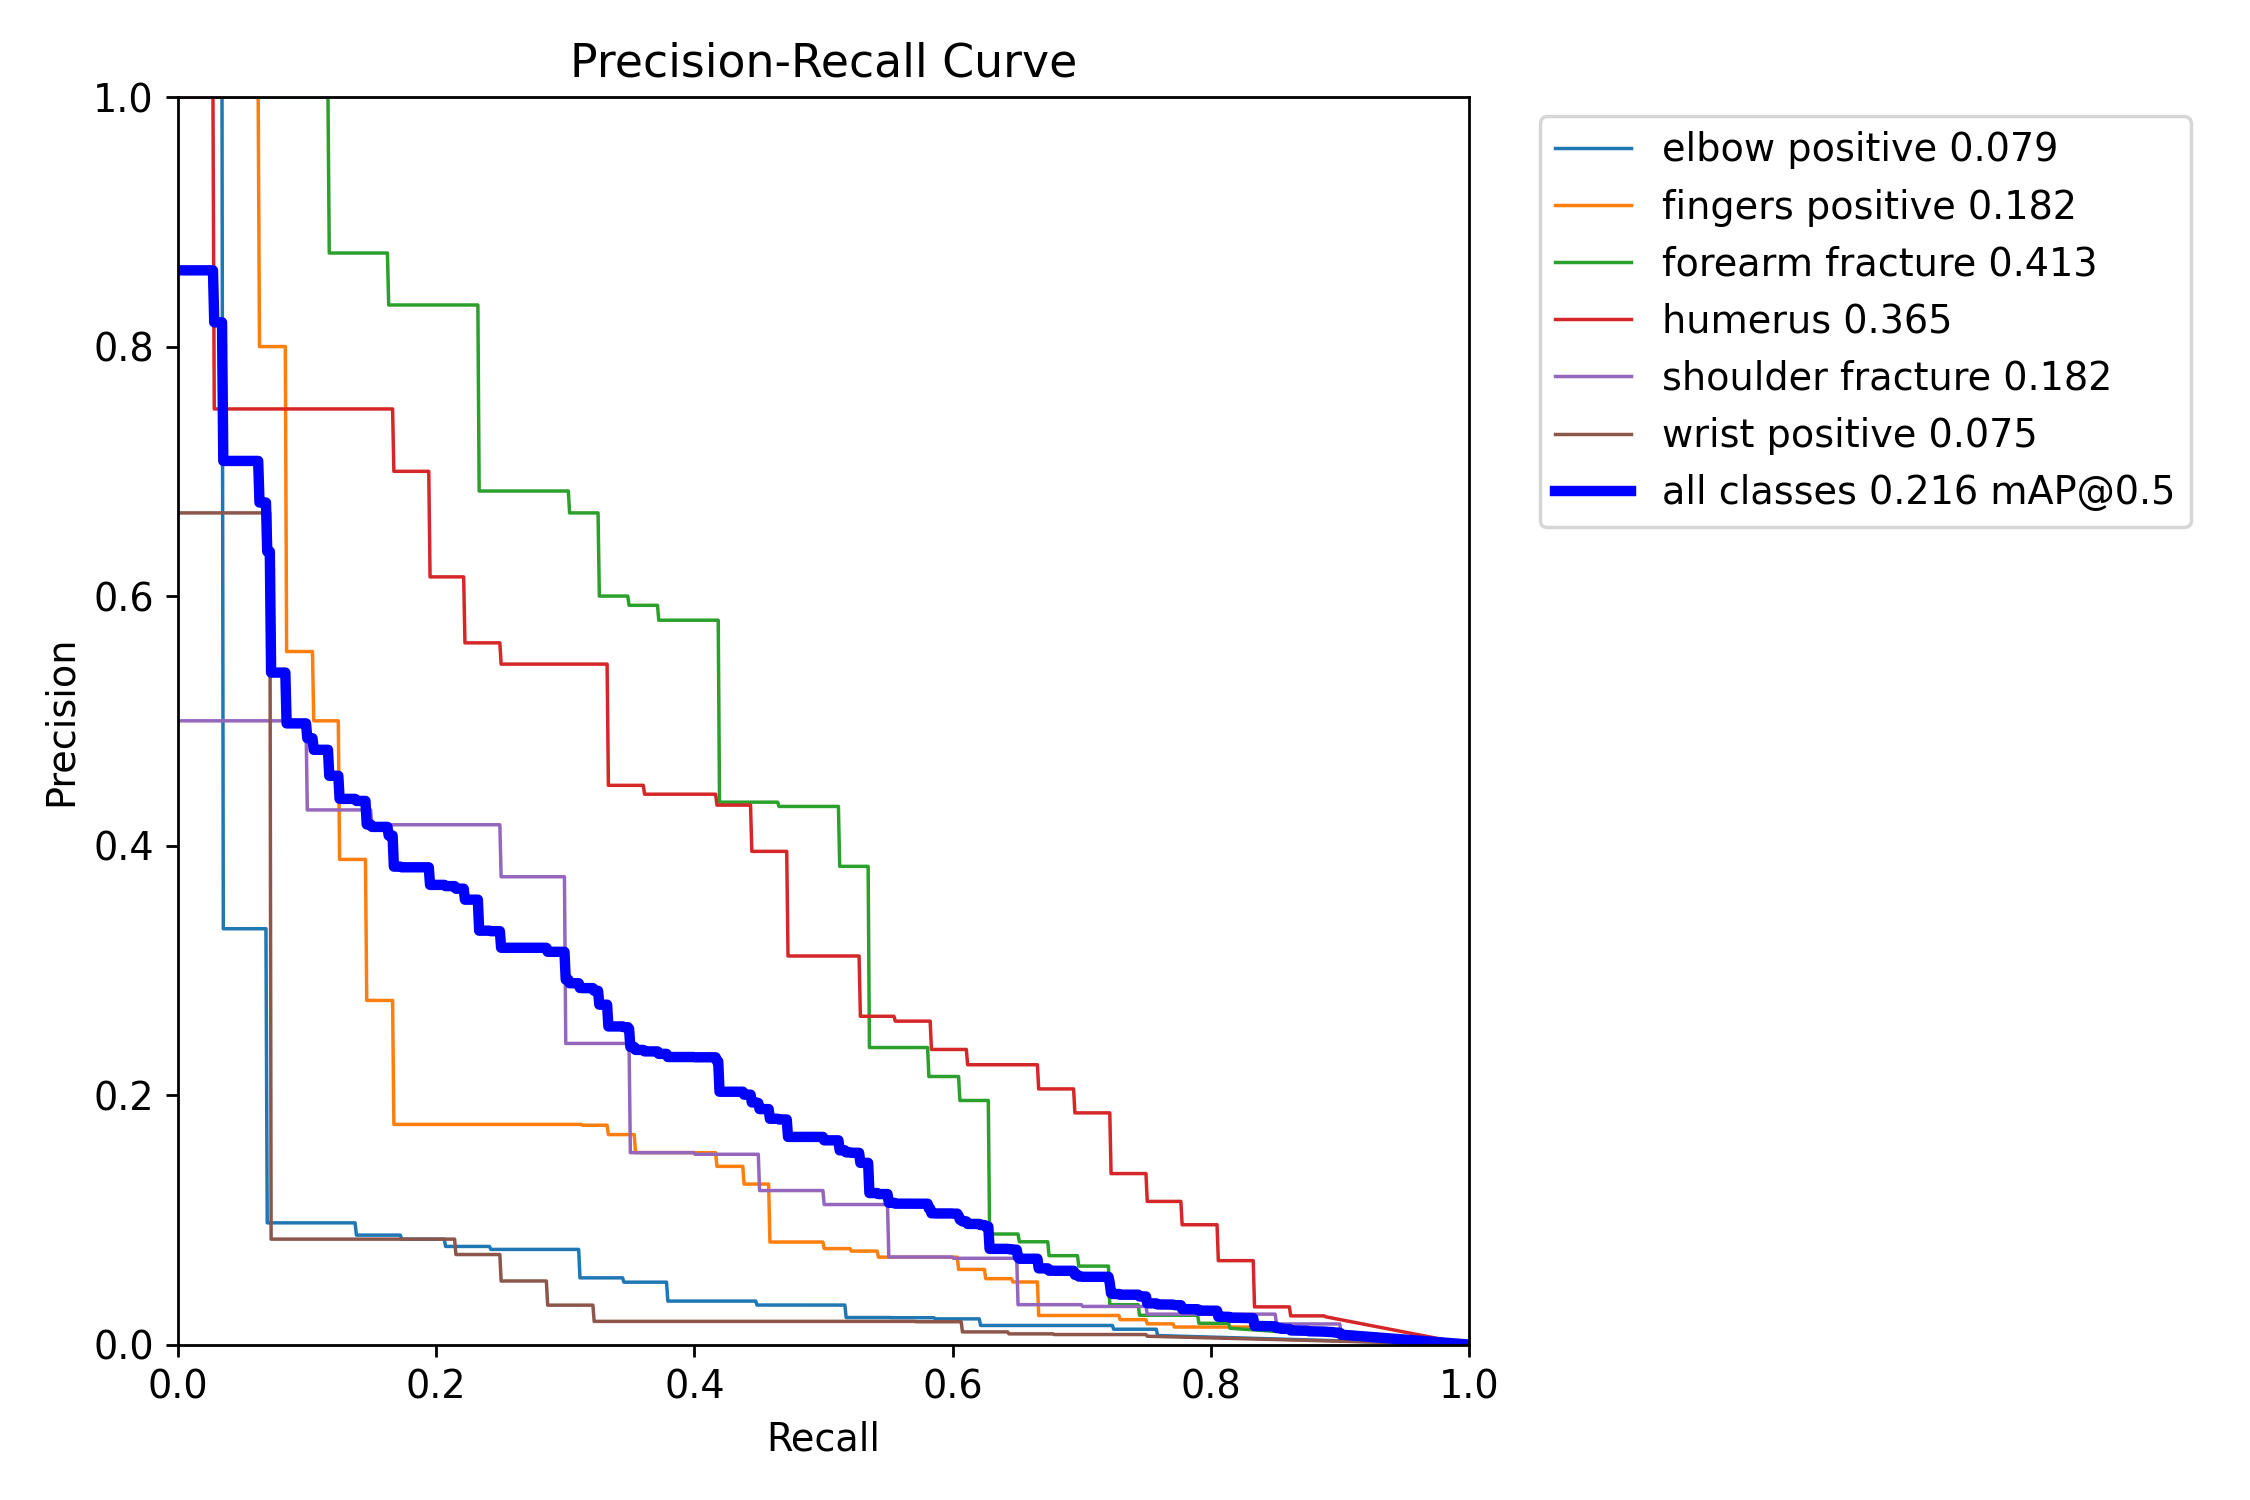 Precision-Recall Curve
1.0
0.8
0.6
0.4
0.2
0.0
Precision
0.0 0.2 0.4 0.6 0.8 1.0
Recall
elbow positive 0.079
fingers positive 0.182
forearm fracture 0.413
humerus 0.365
shoulder fracture 0.182
wrist positive 0.075
all classes 0.216 mAP@0.5